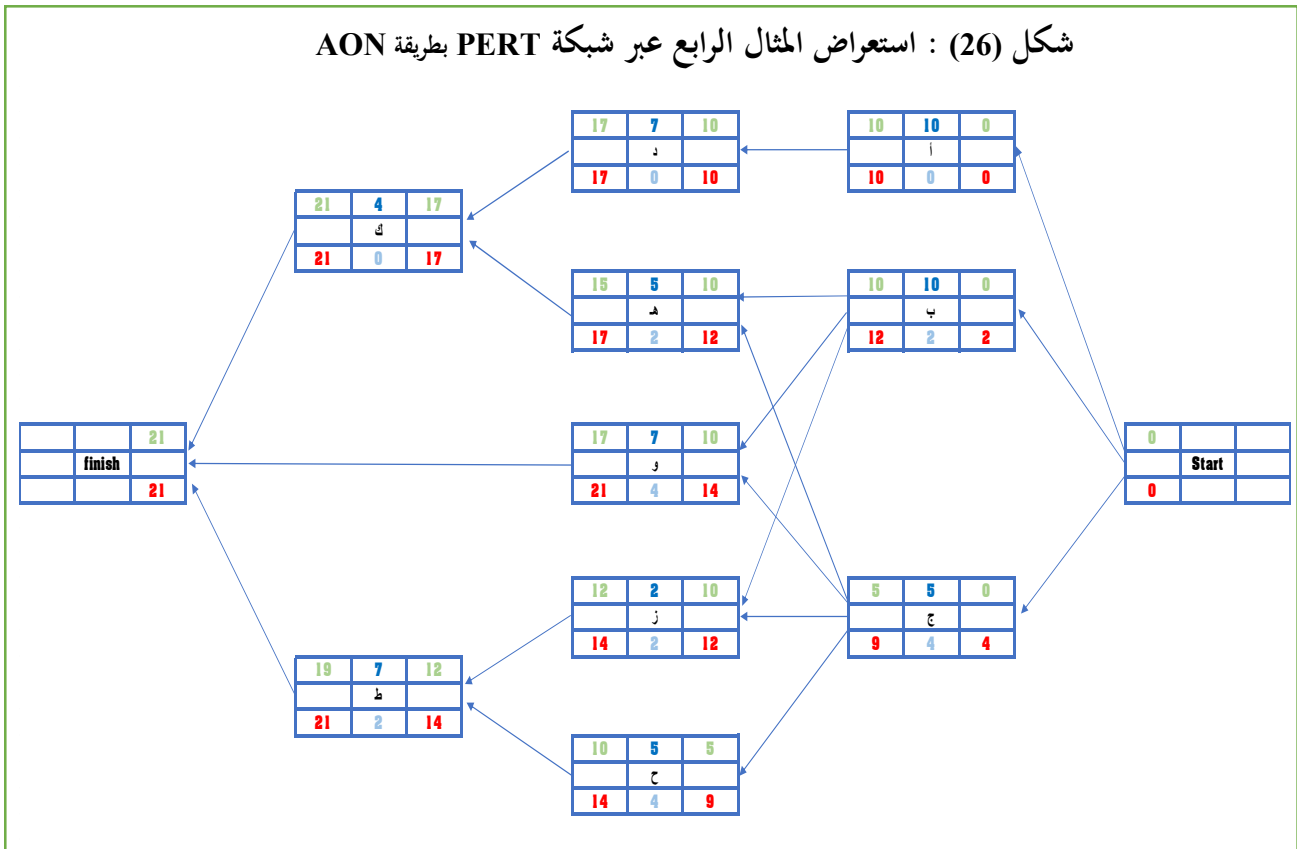 شكل (26) : استعراض المثال الرابع عبر شبكة PERT بطريقة AON
0 10 10
أ
0 0 10
10 7 17
د
10 0 17
17 4 21
ك
17 0 21
0 10 10
ب
2 2 12
10 5 15
هـ
12 2 17
0
Start
0
10 7 17
و
14 4 21
21
finish
21
0 5 5
ج
4 4 9
10 2 12
ز
12 2 14
12 7 19
ط
14 2 21
5 5 10
ح
9 4 14